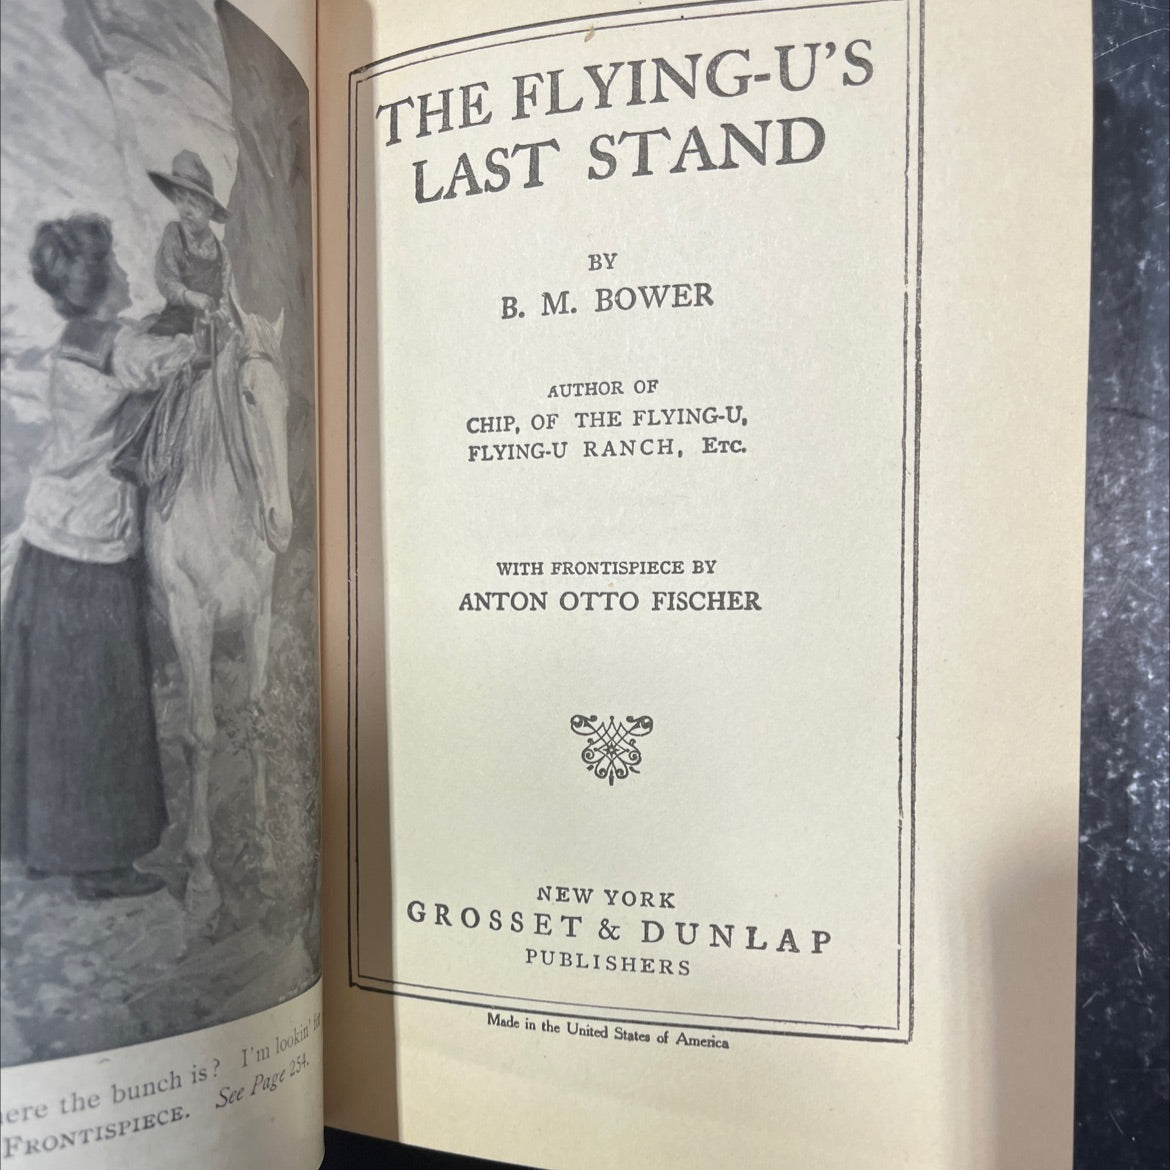 here the bunch is? I'm lookin' fer
FRONTISPIECE. See Page 254.
THE FLYING-U'S
LAST STAND
BY
B. M. BOWER
AUTHOR OF
CHIP, OF THE FLYING-U,
FLYING-U RANCH, ETC.
WITH FRONTISPIECE BY
ANTON OTTO FISCHER
NEW YORK
GROSSET & DUNLAP
PUBLISHERS
Made in the United States of America